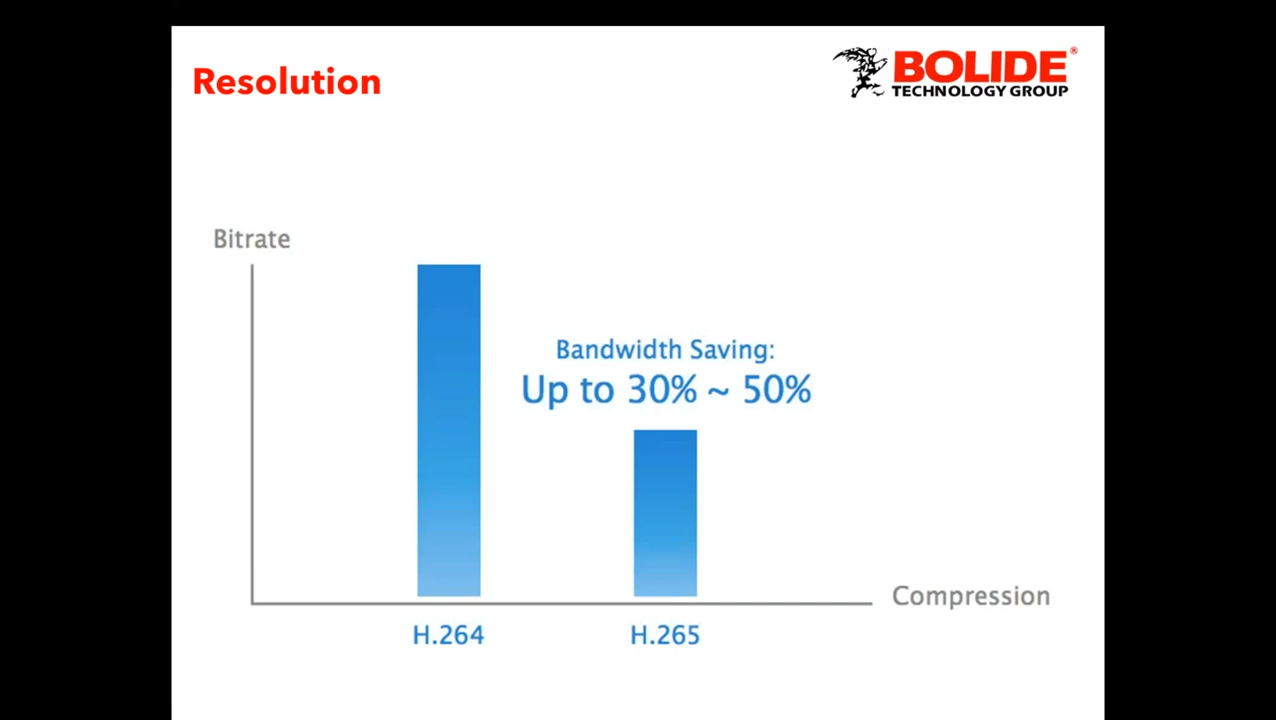 Resolution
BOLIDE®
TECHNOLOGY GROUP
Bitrate
Bandwidth Saving:
Up to 30% ~ 50%
Compression
H.264
H.265